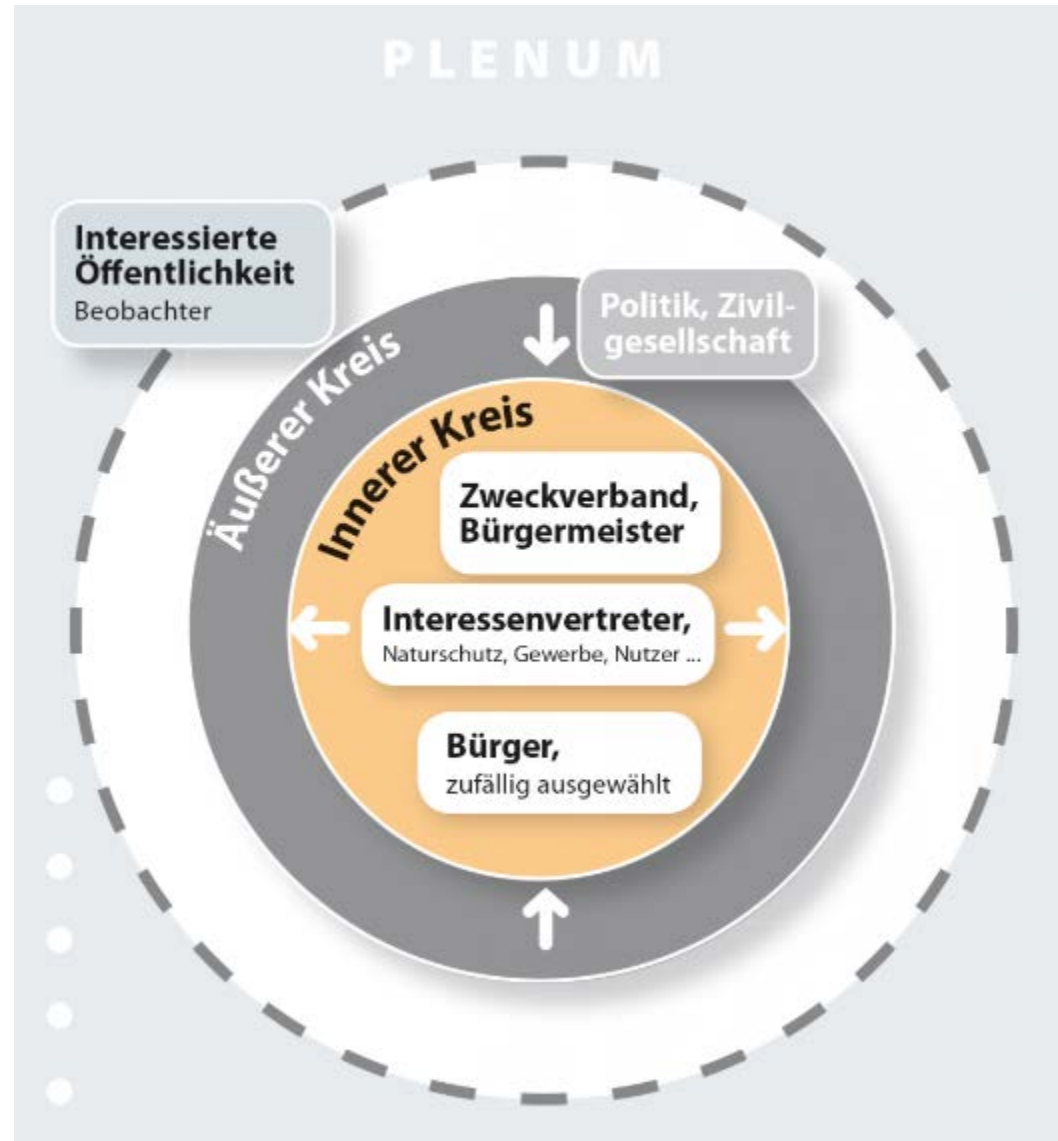 PLENUM
Interessierte
Öffentlichkeit
Beobachter
Politik, Zivil-
gesellschaft
Äußerer Kreis
Innerer Kreis
Zweckverband,
Bürgermeister
Interessenvertreter,
Naturschutz, Gewerbe, Nutzer ...
Bürger,
zufällig ausgewählt